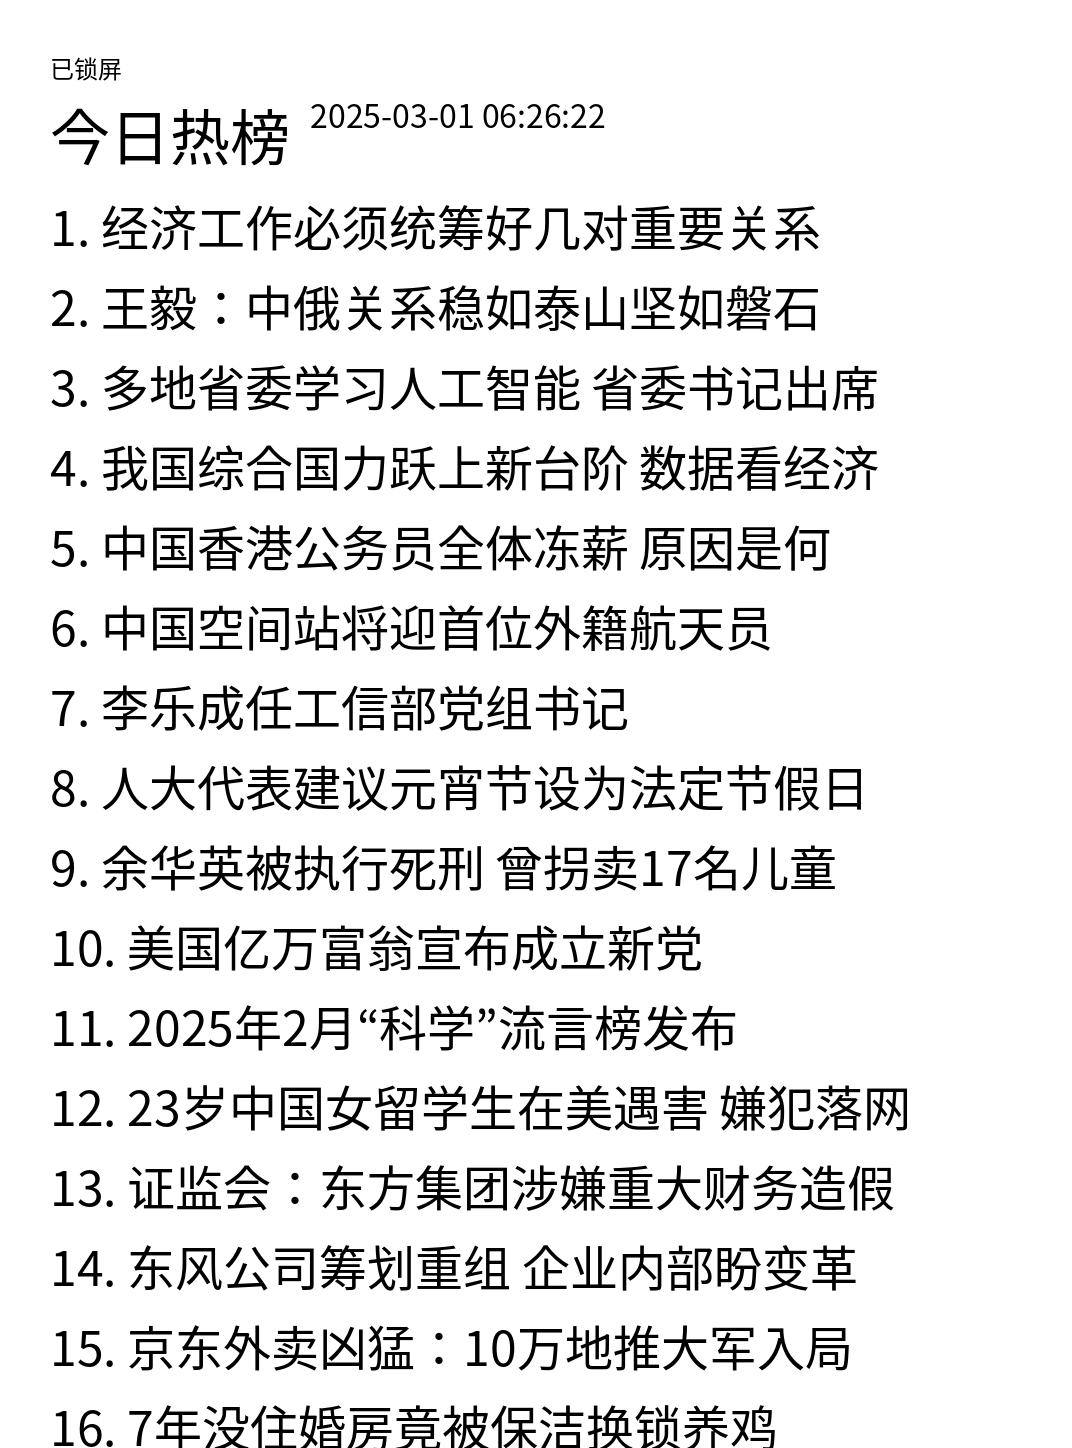 已锁屏
今日热榜 2025-03-01 06:26:22
1. 经济工作必须统筹好几对重要关系
2. 王毅：中俄关系稳如泰山坚如磐石
3. 多地省委学习人工智能 省委书记出席
4. 我国综合国力跃上新台阶 数据看经济
5. 中国香港公务员全体冻薪 原因是何
6. 中国空间站将迎首位外籍航天员
7. 李乐成任工信部党组书记
8. 人大代表建议元宵节设为法定节假日
9. 余华英被执行死刑 曾拐卖17名儿童
10. 美国亿万富翁宣布成立新党
11. 2025年2月“科学”流言榜发布
12. 23岁中国女留学生在美遇害 嫌犯落网
13. 证监会：东方集团涉嫌重大财务造假
14. 东风公司筹划重组 企业内部盼变革
15. 京东外卖凶猛：10万地推大军入局
16. 7年没住婚房竟被保洁换锁养鸡